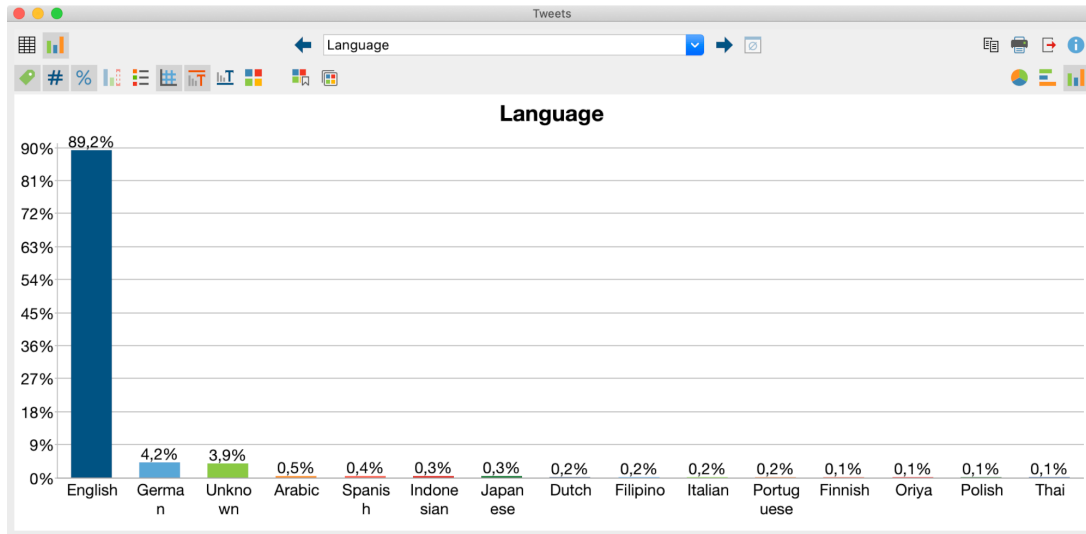 Tweets
Language
# %
Language
90%
81%
72%
63%
54%
45%
36%
27%
18%
9%
0%
89,2%
4,2%
3,9%
0,5%
0,4%
0,3%
0,3%
0,2%
0,2%
0,2%
0,2%
0,1%
0,1%
0,1%
0,1%
English
Germa
n
Unkno
wn
Arabic
Spanis
h
Indone
sian
Japan
ese
Dutch
Filipino
Italian
Portug
uese
Finnish
Oriya
Polish
Thai